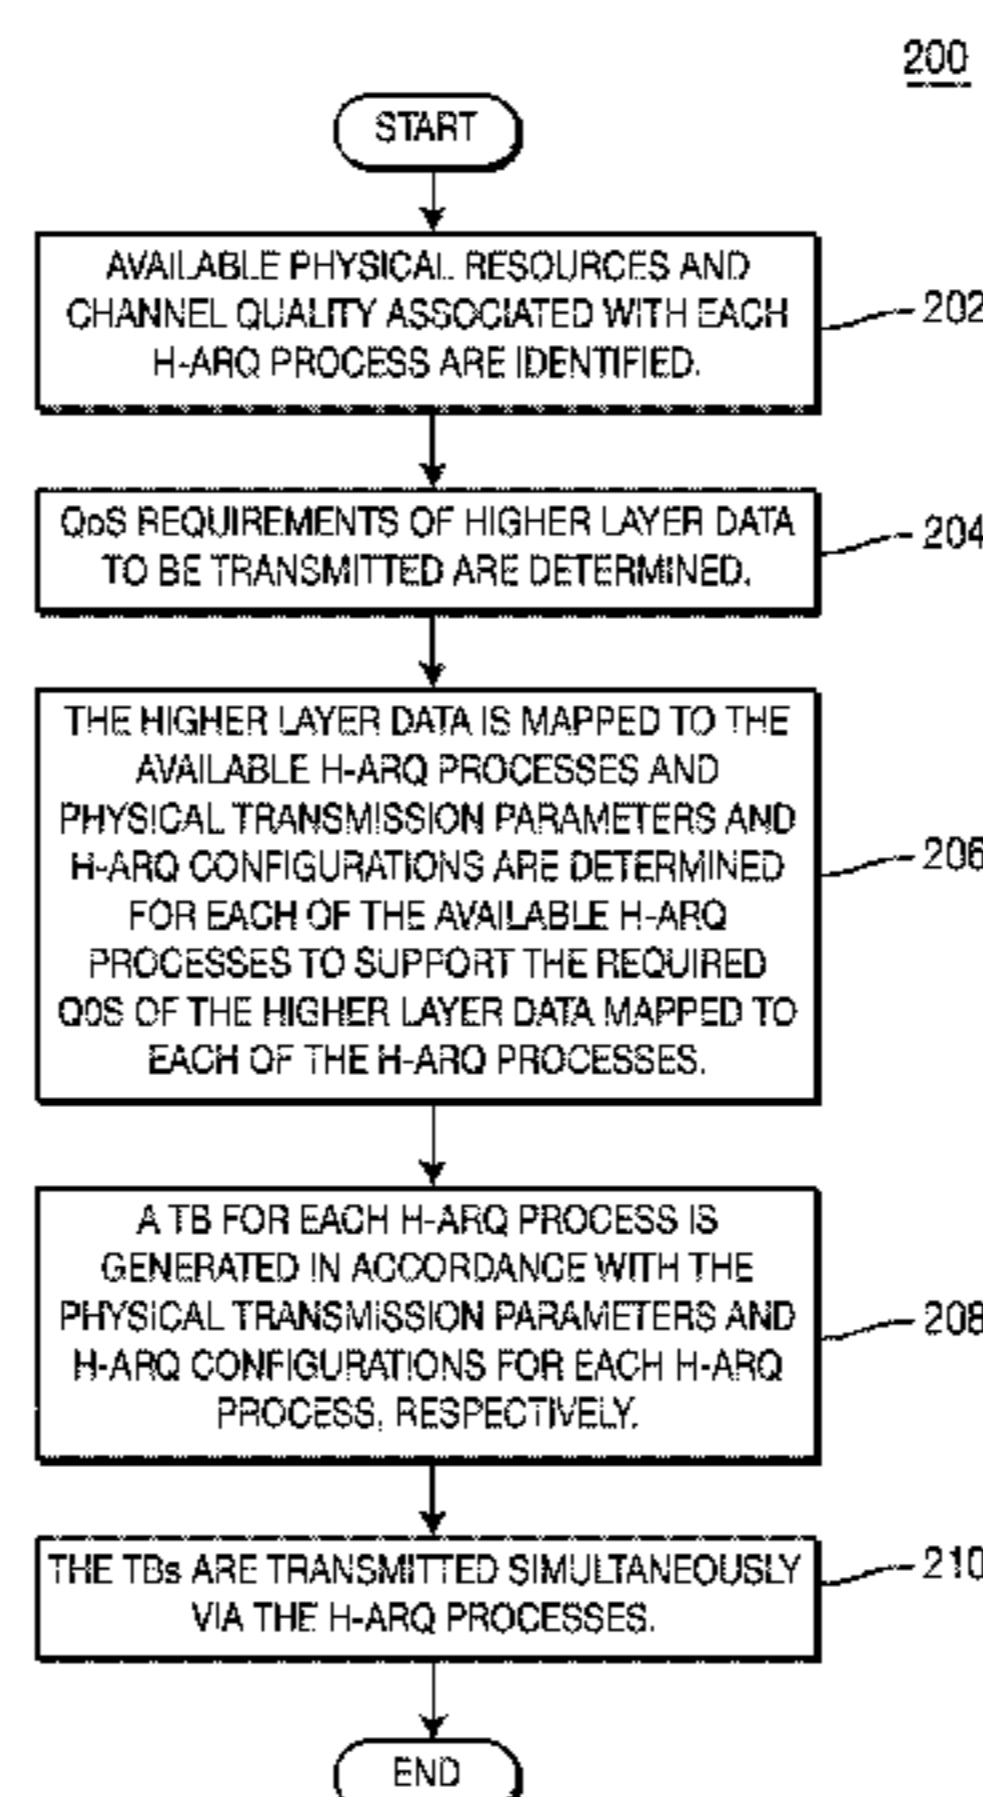 200
START
AVAILABLE PHYSICAL RESOURCES AND
CHANNEL QUALITY ASSOCIATED WITH EACH
H-ARQ PROCESS ARE IDENTIFIED.
202
QoS REQUIREMENTS OF HIGHER LAYER DATA
TO BE TRANSMITTED ARE DETERMINED.
204
THE HIGHER LAYER DATA IS MAPPED TO THE
AVAILABLE H-ARQ PROCESSES AND
PHYSICAL TRANSMISSION PARAMETERS AND
H-ARQ CONFIGURATIONS ARE DETERMINED
FOR EACH OF THE AVAILABLE H-ARQ
PROCESSES TO SUPPORT THE REQUIRED
QOS OF THE HIGHER LAYER DATA MAPPED TO
EACH OF THE H-ARQ PROCESSES.
206
A TB FOR EACH H-ARQ PROCESS IS
GENERATED IN ACCORDANCE WITH THE
PHYSICAL TRANSMISSION PARAMETERS AND
H-ARQ CONFIGURATIONS FOR EACH H-ARQ
PROCESS, RESPECTIVELY.
208
THE TBs ARE TRANSMITTED SIMULTANEOUSLY
VIA THE H-ARQ PROCESSES.
210
END